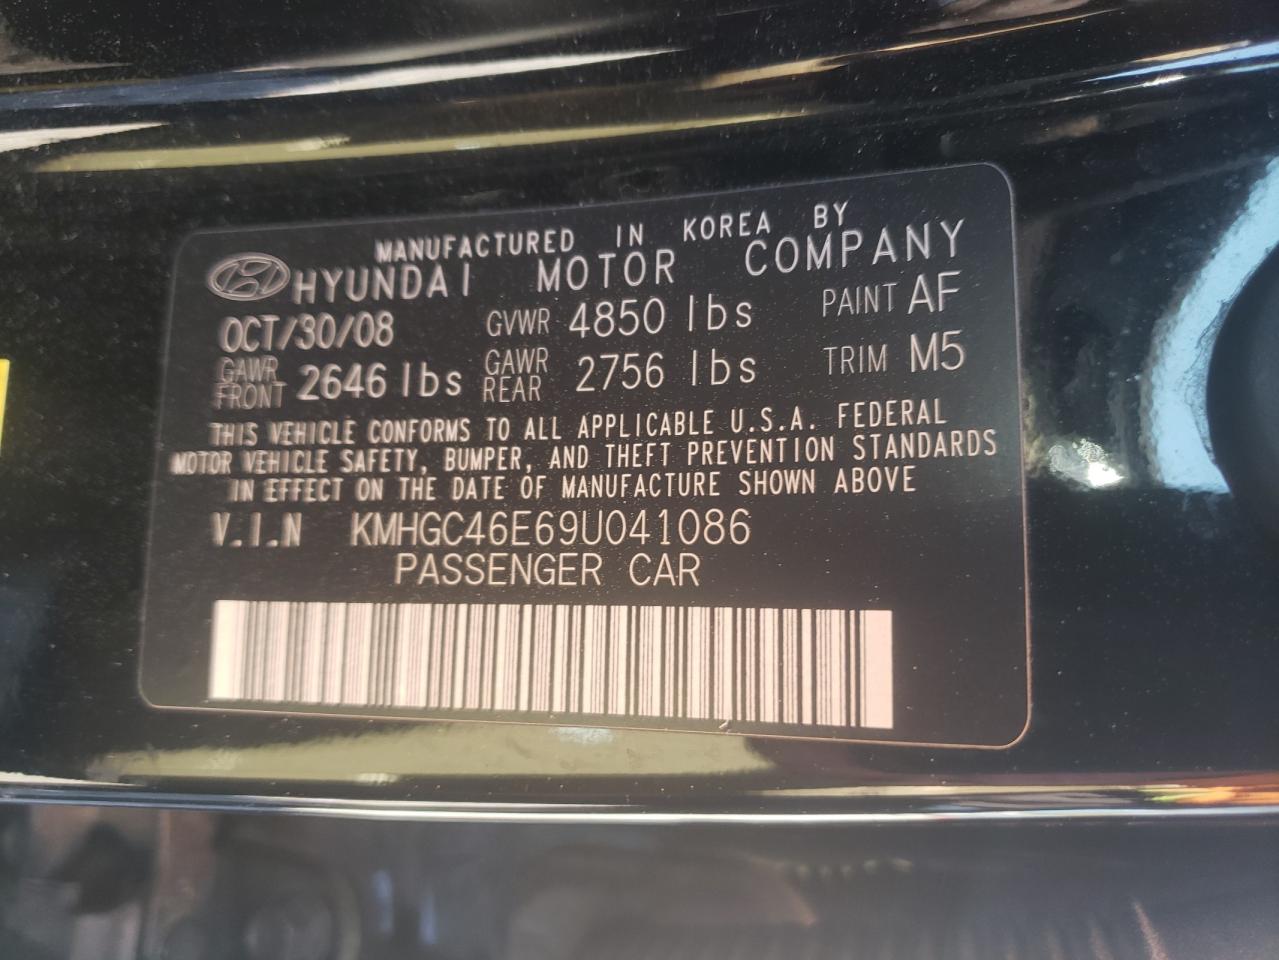 MANUFACTURED IN KOREA BY
HYUNDAI MOTOR COMPANY
OCT/30/08 GVWR 4850 lbs PAINT AF
GAWR FRONT 2646 lbs GAWR REAR 2756 lbs TRIM M5
THIS VEHICLE CONFORMS TO ALL APPLICABLE U.S.A. FEDERAL
MOTOR VEHICLE SAFETY, BUMPER, AND THEFT PREVENTION STANDARDS
IN EFFECT ON THE DATE OF MANUFACTURE SHOWN ABOVE
V.I.N KMHGC46E69U041086
PASSENGER CAR